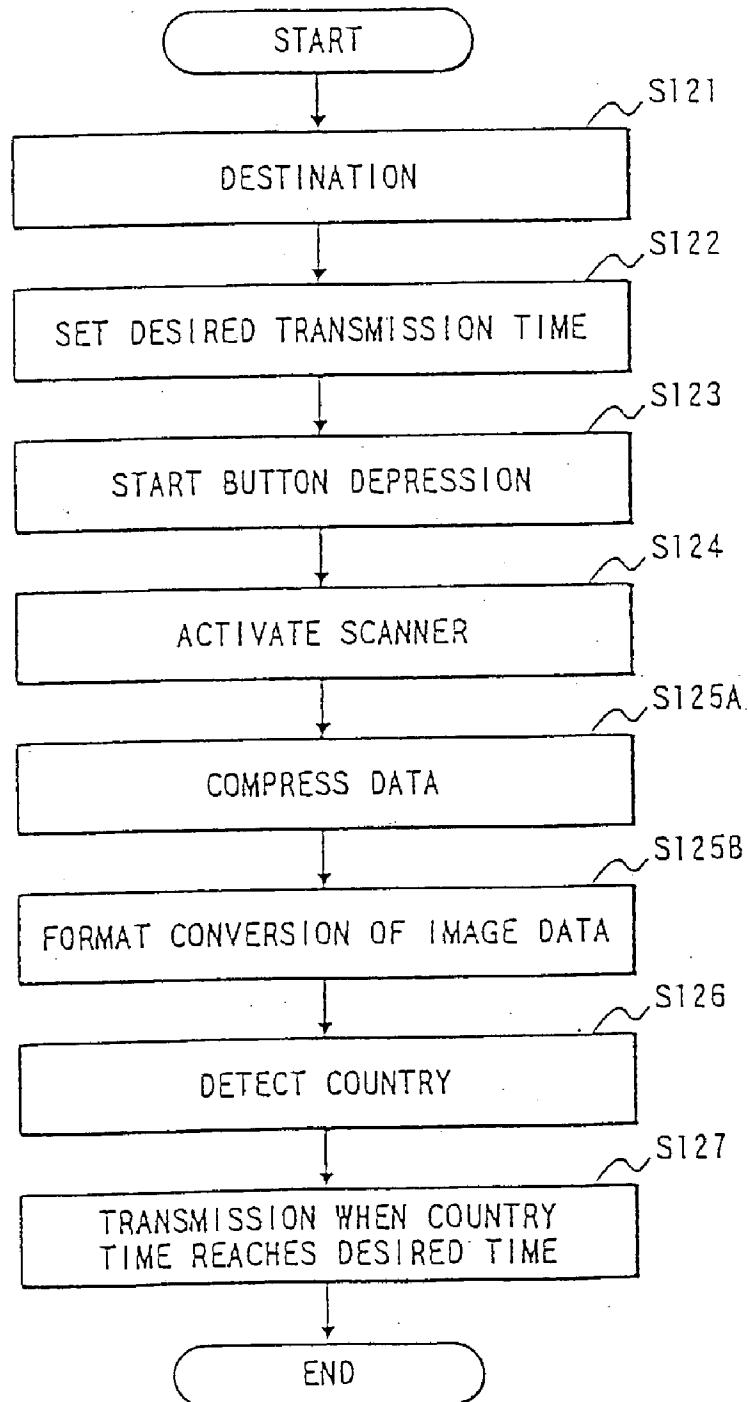 START
S121
DESTINATION
S122
SET DESIRED TRANSMISSION TIME
S123
START BUTTON DEPRESSION
S124
ACTIVATE SCANNER
S125A
COMPRESS DATA
S125B
FORMAT CONVERSION OF IMAGE DATA
S126
DETECT COUNTRY
S127
TRANSMISSION WHEN COUNTRY
TIME REACHES DESIRED TIME
END